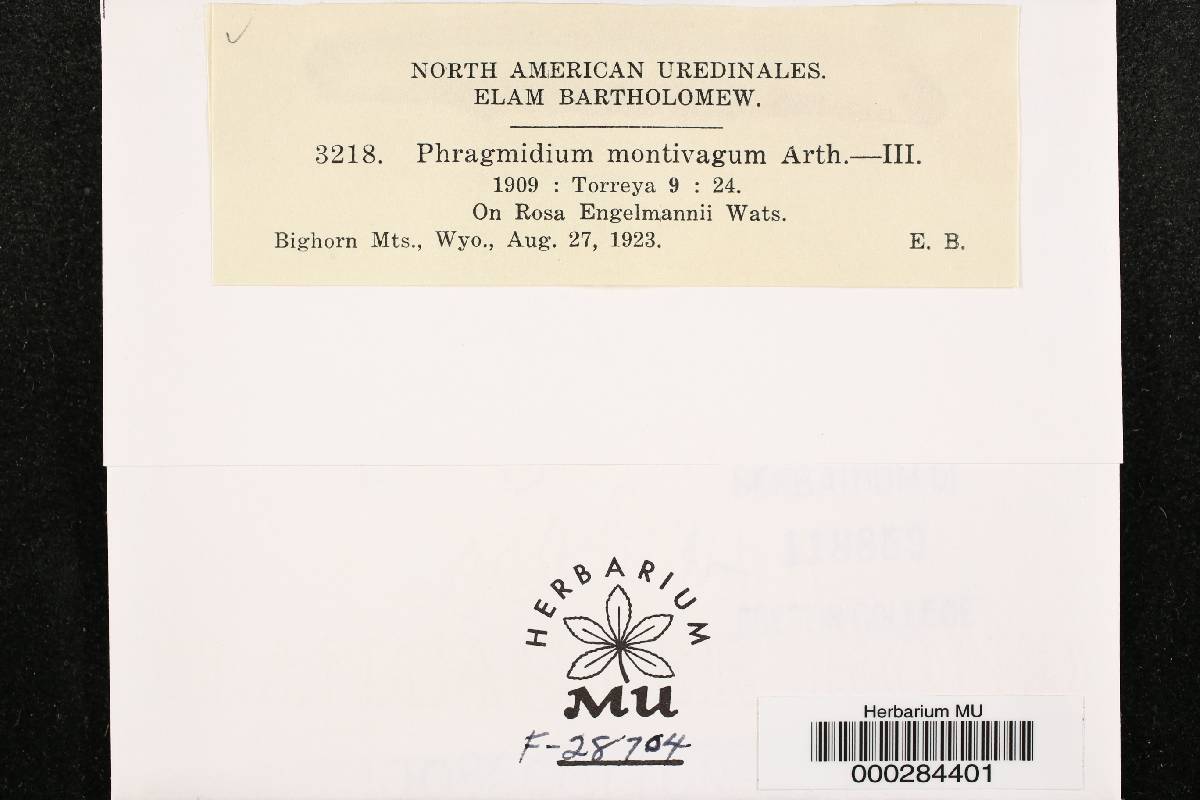 NORTH AMERICAN UREDINALES.
ELAM BARTHOLOMEW.
3218. Phragmidium montivagum Arth.—III.
1909 : Torreya 9 : 24.
On Rosa Engelmannii Wats.
Bighorn Mts., Wyo., Aug. 27, 1923. E. B.
HERBARIUM
MU
F-28704
Herbarium MU
000284401